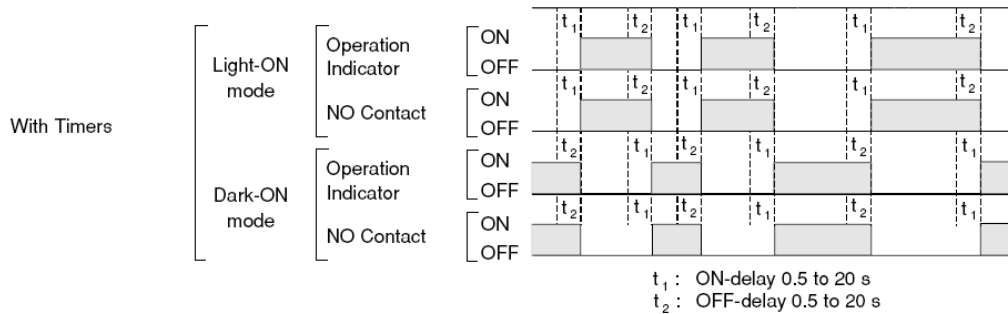 With Timers
Light-ON
mode
Operation
Indicator
ON
OFF
t1 t2 t1 t2 t1 t2
NO Contact
ON
OFF
t1 t2 t1 t2 t1 t2
Dark-ON
mode
Operation
Indicator
ON
OFF
t2 t1 t2 t1 t2 t1
NO Contact
ON
OFF
t2 t1 t2 t1 t2 t1
t1 : ON-delay 0.5 to 20 s
t2 : OFF-delay 0.5 to 20 s